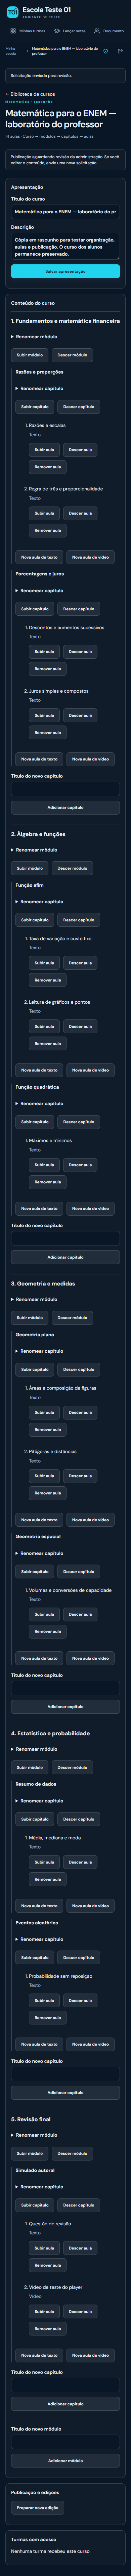 TQ1
Escola Teste 01
AMBIENTE DE TESTE
Minhas turmas
Lançar notas
Documentos
Minha escola
Matemática para o ENEM — laboratório do professor
Solicitação enviada para revisão.
← Biblioteca de cursos
Matemática · rascunho
Matemática para o ENEM —
laboratório do professor
14 aulas · Curso → módulos → capítulos → aulas
Publicação aguardando revisão da administração. Se você
editar o conteúdo, envie uma nova solicitação.
Apresentação
Título do curso
Matemática para o ENEM — laboratório do pr
Descrição
Cópia em rascunho para testar organização,
aulas e publicação. O curso dos alunos
permanece preservado.
Salvar apresentação
Conteúdo do curso
1. Fundamentos e matemática financeira
Renomear módulo
Subir módulo
Descer módulo
Razões e proporções
Renomear capítulo
Subir capítulo
Descer capítulo
1. Razões e escalas
Texto
Subir aula
Descer aula
Remover aula
2. Regra de três e proporcionalidade
Texto
Subir aula
Descer aula
Remover aula
Nova aula de texto
Nova aula de vídeo
Porcentagens e juros
Renomear capítulo
Subir capítulo
Descer capítulo
1. Descontos e aumentos sucessivos
Texto
Subir aula
Descer aula
Remover aula
2. Juros simples e compostos
Texto
Subir aula
Descer aula
Remover aula
Nova aula de texto
Nova aula de vídeo
Título do novo capítulo
Adicionar capítulo
2. Álgebra e funções
Renomear módulo
Subir módulo
Descer módulo
Função afim
Renomear capítulo
Subir capítulo
Descer capítulo
1. Taxa de variação e custo fixo
Texto
Subir aula
Descer aula
Remover aula
2. Leitura de gráficos e pontos
Texto
Subir aula
Descer aula
Remover aula
Nova aula de texto
Nova aula de vídeo
Função quadrática
Renomear capítulo
Subir capítulo
Descer capítulo
1. Máximos e mínimos
Texto
Subir aula
Descer aula
Remover aula
Nova aula de texto
Nova aula de vídeo
Título do novo capítulo
Adicionar capítulo
3. Geometria e medidas
Renomear módulo
Subir módulo
Descer módulo
Geometria plana
Renomear capítulo
Subir capítulo
Descer capítulo
1. Áreas e composição de figuras
Texto
Subir aula
Descer aula
Remover aula
2. Pitágoras e distâncias
Texto
Subir aula
Descer aula
Remover aula
Nova aula de texto
Nova aula de vídeo
Geometria espacial
Renomear capítulo
Subir capítulo
Descer capítulo
1. Volumes e conversões de capacidade
Texto
Subir aula
Descer aula
Remover aula
Nova aula de texto
Nova aula de vídeo
Título do novo capítulo
Adicionar capítulo
4. Estatística e probabilidade
Renomear módulo
Subir módulo
Descer módulo
Resumo de dados
Renomear capítulo
Subir capítulo
Descer capítulo
1. Média, mediana e moda
Texto
Subir aula
Descer aula
Remover aula
Nova aula de texto
Nova aula de vídeo
Eventos aleatórios
Renomear capítulo
Subir capítulo
Descer capítulo
1. Probabilidade sem reposição
Texto
Subir aula
Descer aula
Remover aula
Nova aula de texto
Nova aula de vídeo
Título do novo capítulo
Adicionar capítulo
5. Revisão final
Renomear módulo
Subir módulo
Descer módulo
Simulado autoral
Renomear capítulo
Subir capítulo
Descer capítulo
1. Questão de revisão
Texto
Subir aula
Descer aula
Remover aula
2. Vídeo de teste do player
Vídeo
Subir aula
Descer aula
Remover aula
Nova aula de texto
Nova aula de vídeo
Título do novo capítulo
Adicionar capítulo
Título do novo módulo
Adicionar módulo
Publicação e edições
Preparar nova edição
Turmas com acesso
Nenhuma turma recebeu este curso.